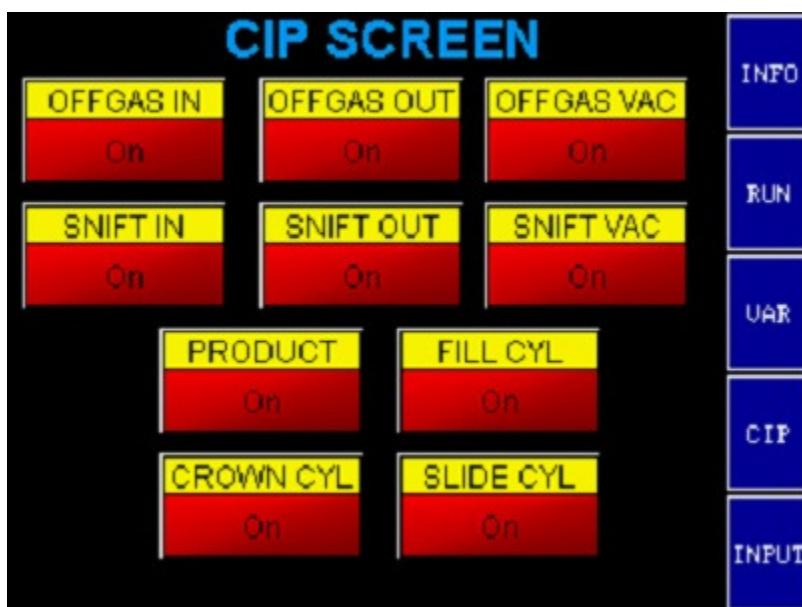 CIP SCREEN
OFFGAS IN
On
OFFGAS OUT
On
OFFGAS VAC
On
SNIFT IN
On
SNIFT OUT
On
SNIFT VAC
On
PRODUCT
On
FILL CYL
On
CROWN CYL
On
SLIDE CYL
On
INFO
RUN
VAR
CIP
INPUT